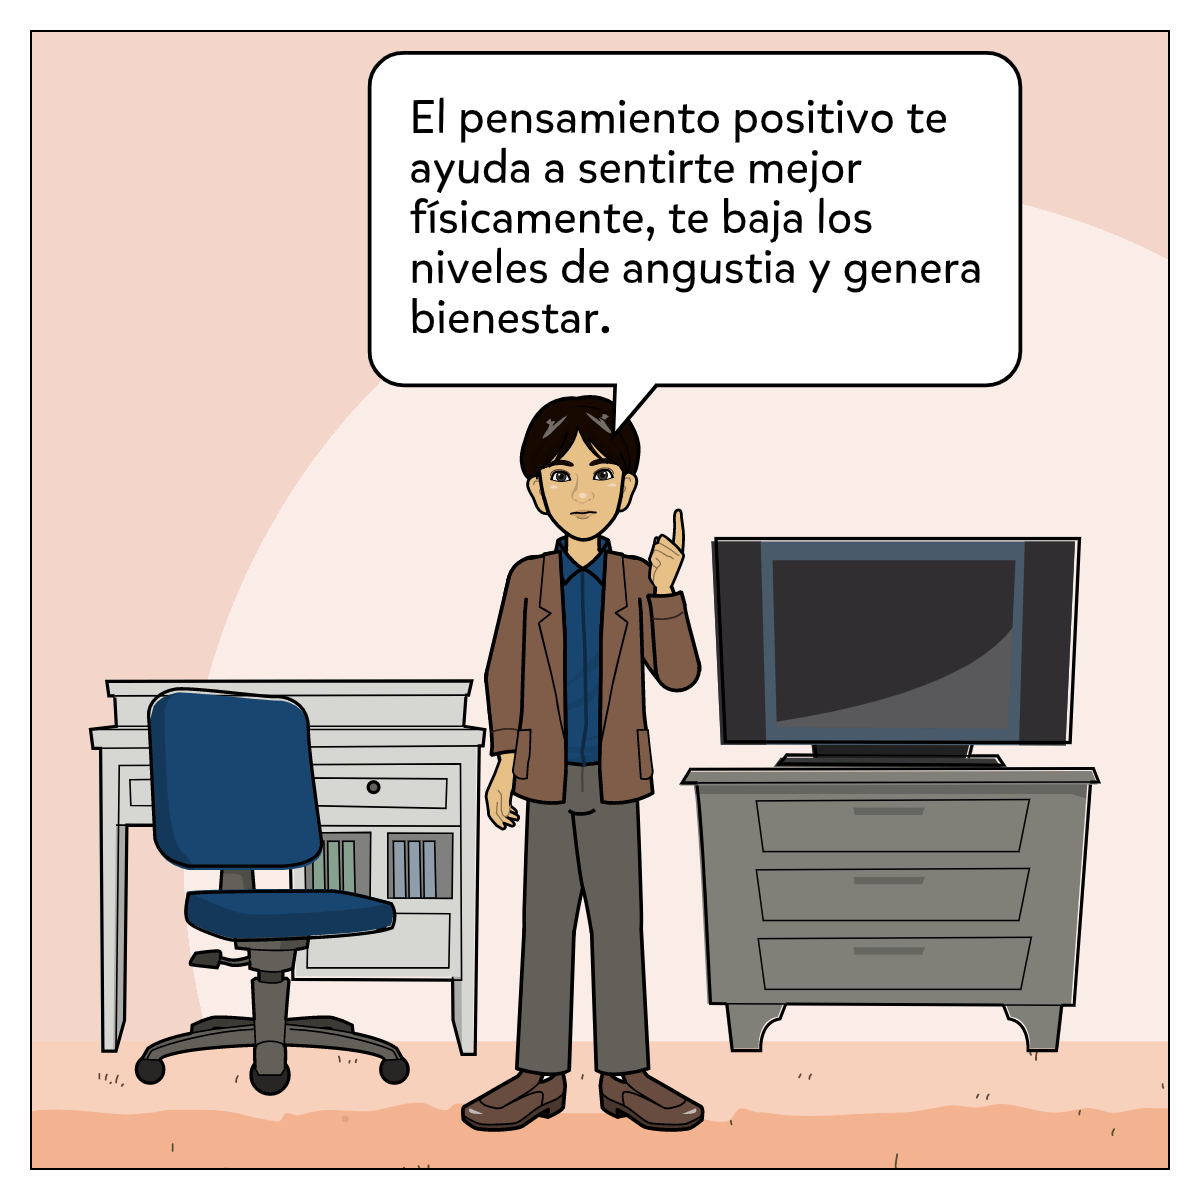 El pensamiento positivo te
ayuda a sentirte mejor
físicamente, te baja los
niveles de angustia y genera
bienestar.